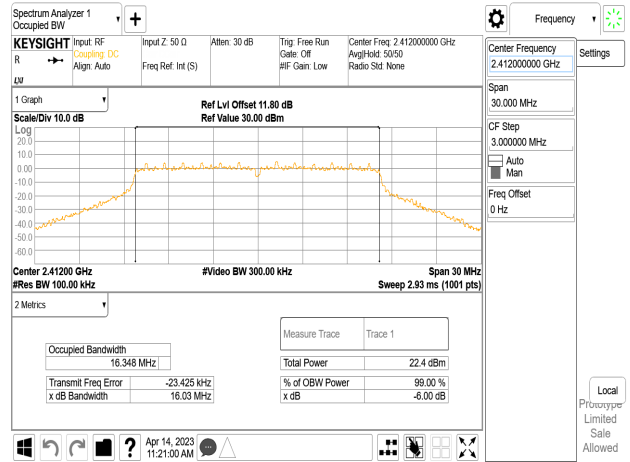 Spectrum Analyzer 1
Occupied BW
Frequency
KEYSIGHT
R
LXI
Input: RF
Coupling: DC
Align: Auto
Input Z: 50 Ω
Freq Ref: Int (S)
Atten: 30 dB
Trig: Free Run
Gate: Off
#IF Gain: Low
Center Freq: 2.412000000 GHz
Avg|Hold: 50/50
Radio Std: None
Center Frequency
2.412000000 GHz
Settings
Span
30.000 MHz
CF Step
3.000000 MHz
Auto
Man
Freq Offset
0 Hz
1 Graph
Ref Lvl Offset 11.80 dB
Scale/Div 10.0 dB
Ref Value 30.00 dBm
Log
20.0
10.0
0.00
-10.0
-20.0
-30.0
-40.0
-50.0
-60.0
Center 2.41200 GHz
#Video BW 300.00 kHz
Span 30 MHz
#Res BW 100.00 kHz
Sweep 2.93 ms (1001 pts)
2 Metrics
Measure Trace
Trace 1
Occupied Bandwidth
16.348 MHz
Total Power
22.4 dBm
Transmit Freq Error
-23.425 kHz
% of OBW Power
99.00 %
x dB Bandwidth
16.03 MHz
x dB
-6.00 dB
Local
Prototype
Limited
Sale
Allowed
?
Apr 14, 2023
11:21:00 AM